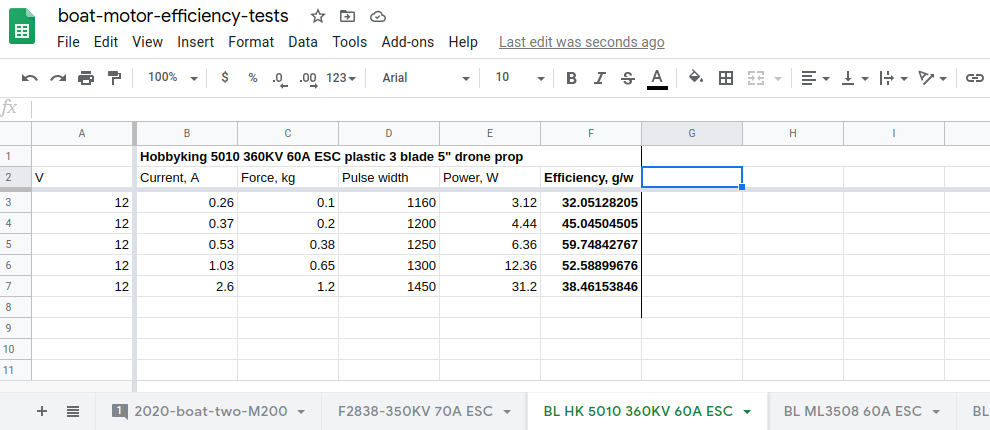 boat-motor-efficiency-tests
File Edit View Insert Format Data Tools Add-ons Help Last edit was seconds ago
100% $ % .0 .00 123 Arial 10 B I S A
fx
A B C D E F G H I
1 Hobbyking 5010 360KV 60A ESC plastic 3 blade 5" drone prop
2 V Current, A Force, kg Pulse width Power, W Efficiency, g/w
3 12 0.26 0.1 1160 3.12 32.05128205
4 12 0.37 0.2 1200 4.44 45.04504505
5 12 0.53 0.38 1250 6.36 59.74842767
6 12 1.03 0.65 1300 12.36 52.58899676
7 12 2.6 1.2 1450 31.2 38.46153846
8
9
10
11
+ 1 2020-boat-two-M200 F2838-350KV 70A ESC BL HK 5010 360KV 60A ESC BL ML3508 60A ESC BL